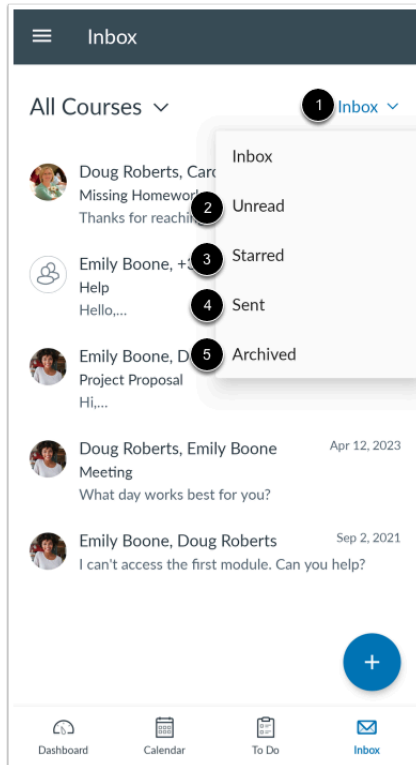 Inbox
All Courses
1 Inbox
Inbox
2 Unread
3 Starred
4 Sent
5 Archived
Doug Roberts,
Missing
Thanks for
Emily Boone,
Help
Hello,...
Emily Boone,
Project Proposal
Hi,...
Doug Roberts, Emily Boone Apr 12, 2023
Meeting
What day works best for you?
Emily Boone, Doug Roberts Sep 2, 2021
I can't access the first module. Can you help?
+
Dashboard Calendar To Do Inbox